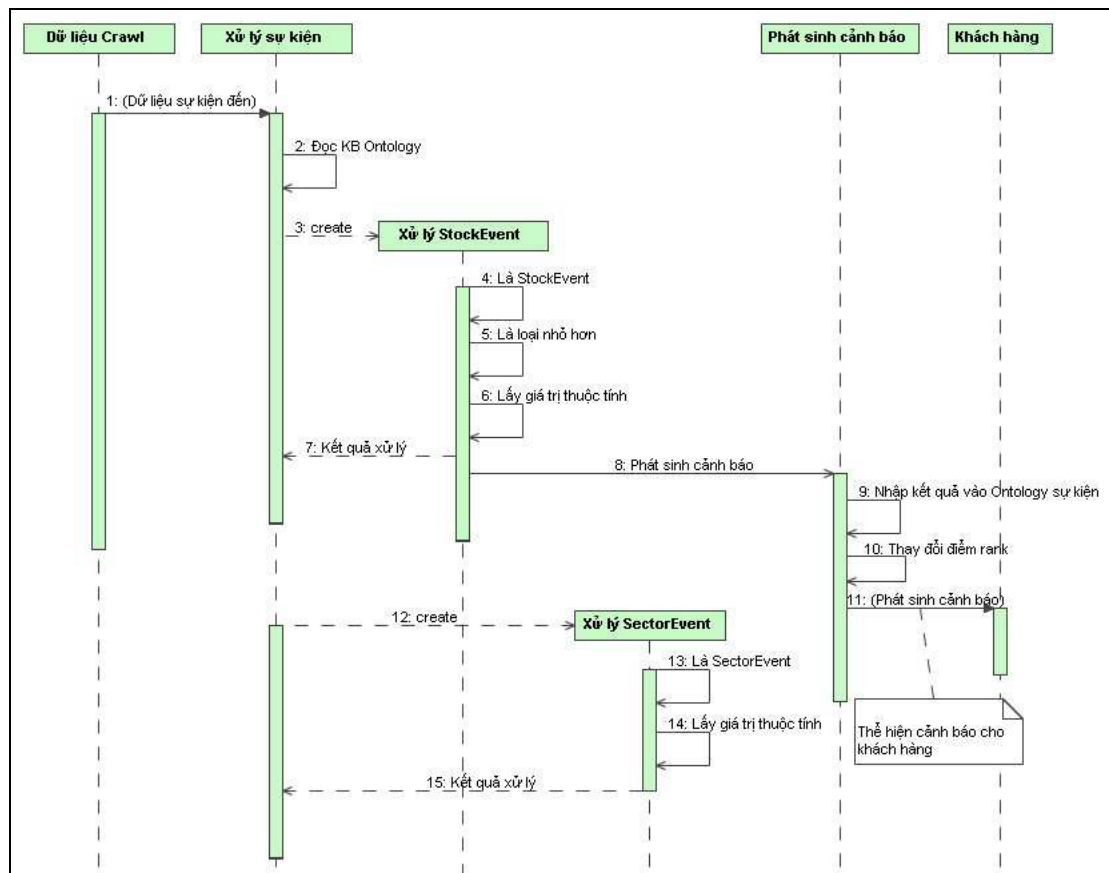 Dữ liệu Crawl
Xử lý sự kiện
Phát sinh cảnh báo
Khách hàng
1: (Dữ liệu sự kiện đến)
2: Đọc KB Ontology
3: create
Xử lý StockEvent
4: Là StockEvent
5: Là loại nhỏ hơn
6: Lấy giá trị thuộc tính
7: Kết quả xử lý
8: Phát sinh cảnh báo
9: Nhập kết quả vào Ontology sự kiện
10: Thay đổi điểm rank
11: (Phát sinh cảnh báo)
12: create
Xử lý SectorEvent
13: Là SectorEvent
14: Lấy giá trị thuộc tính
Thể hiện cảnh báo cho
khách hàng
15: Kết quả xử lý